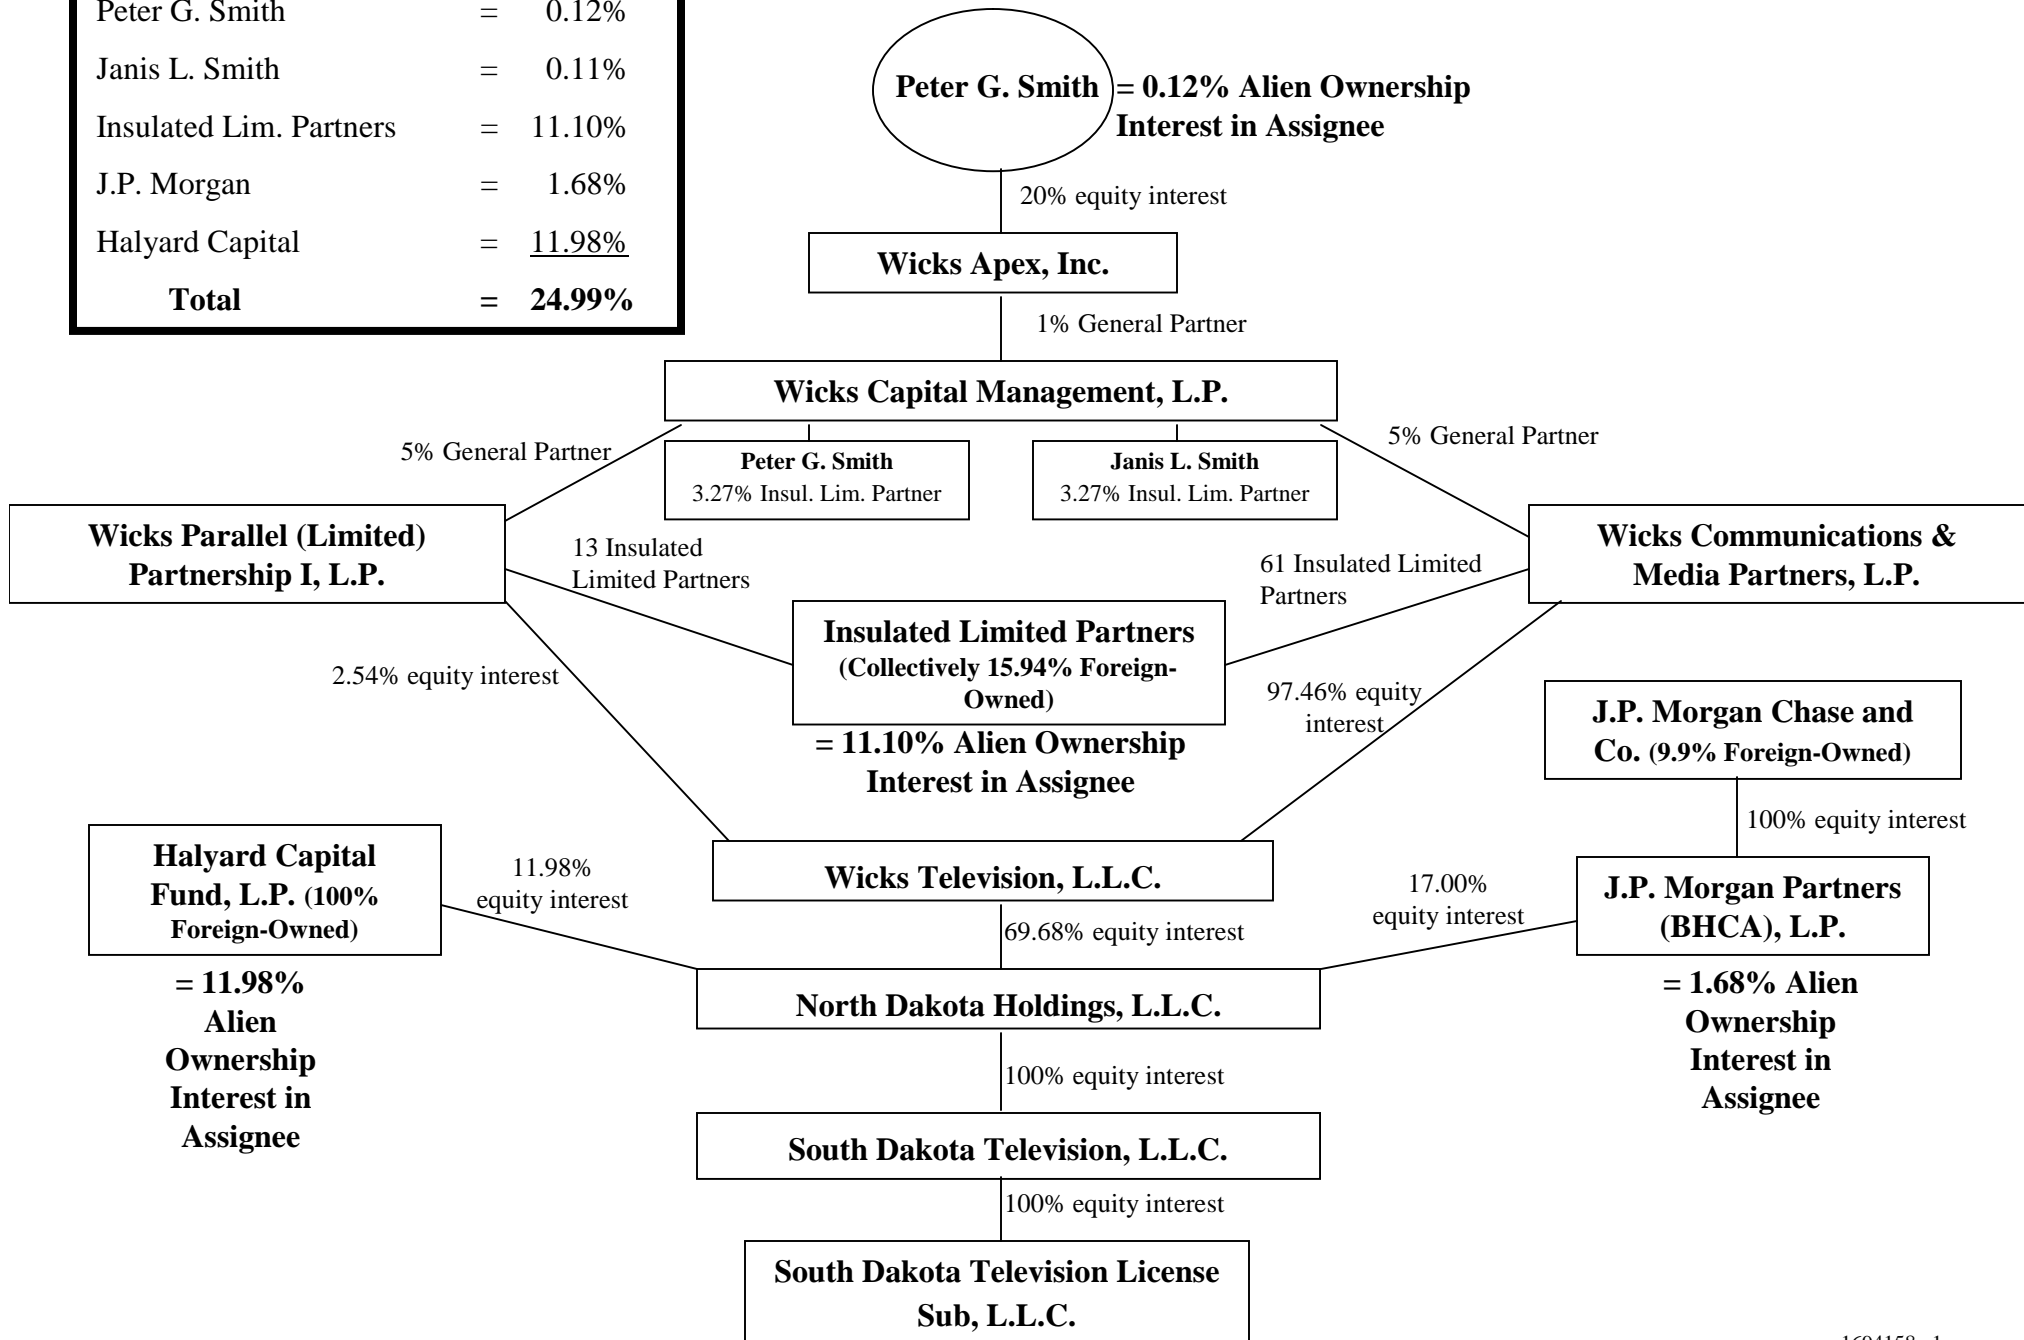 Peter G. Smith = 0.12%
Janis L. Smith = 0.11%
Insulated Lim. Partners = 11.10%
J.P. Morgan = 1.68%
Halyard Capital = 11.98%
Total = 24.99%
Peter G. Smith
= 0.12% Alien Ownership
Interest in Assignee
20% equity interest
Wicks Apex, Inc.
1% General Partner
Wicks Capital Management, L.P.
5% General Partner
5% General Partner
Peter G. Smith
3.27% Insul. Lim. Partner
Janis L. Smith
3.27% Insul. Lim. Partner
Wicks Parallel (Limited)
Partnership I, L.P.
13 Insulated
Limited Partners
61 Insulated Limited
Partners
Wicks Communications &
Media Partners, L.P.
Insulated Limited Partners
(Collectively 15.94% Foreign-
Owned)
= 11.10% Alien Ownership
Interest in Assignee
2.54% equity interest
97.46% equity
interest
J.P. Morgan Chase and
Co. (9.9% Foreign-Owned)
100% equity interest
Halyard Capital
Fund, L.P. (100%
Foreign-Owned)
11.98%
equity interest
Wicks Television, L.L.C.
17.00%
equity interest
J.P. Morgan Partners
(BHCA), L.P.
69.68% equity interest
= 11.98%
Alien
Ownership
Interest in
Assignee
North Dakota Holdings, L.L.C.
= 1.68% Alien
Ownership
Interest in
Assignee
100% equity interest
South Dakota Television, L.L.C.
100% equity interest
South Dakota Television License
Sub, L.L.C.